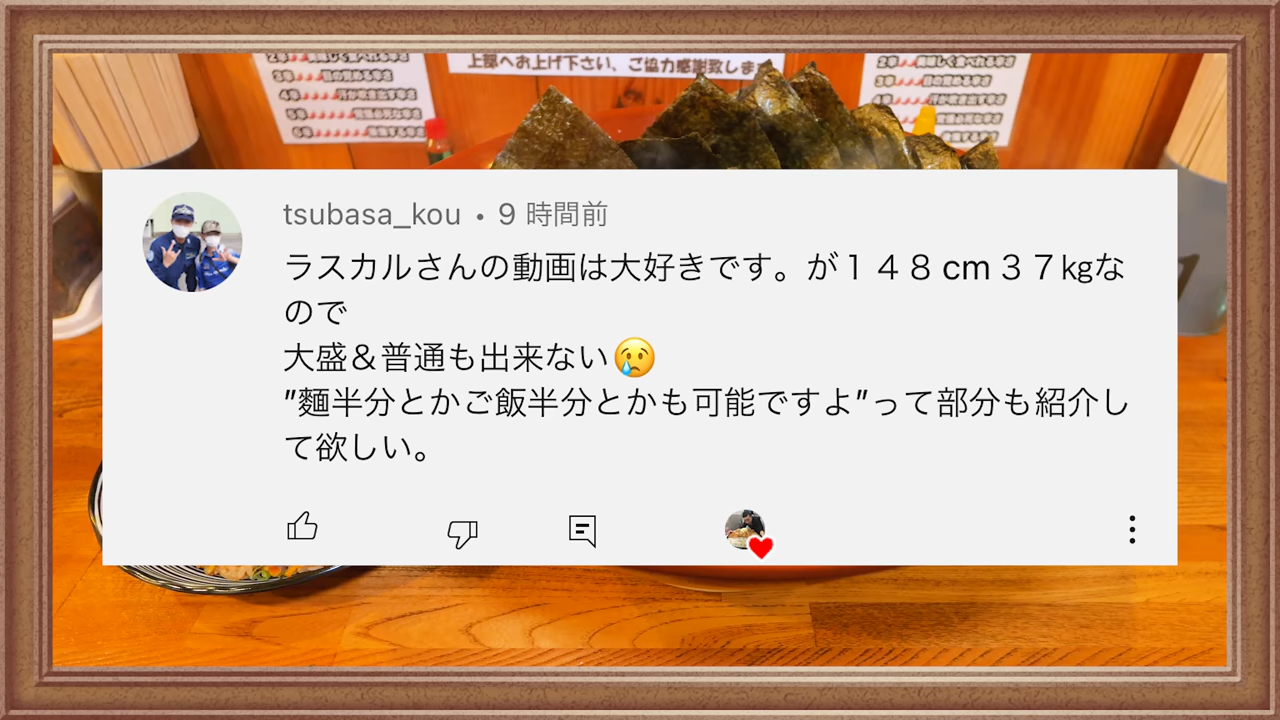 上部へお上げ下さい、ご協力感謝致しま
tsubasa_kou • 9 時間前
ラスカルさんの動画は大好きです。が１４８cm３７㎏な
ので
大盛＆普通も出来ない😢
”麵半分とかご飯半分とかも可能ですよ”って部分も紹介し
て欲しい。